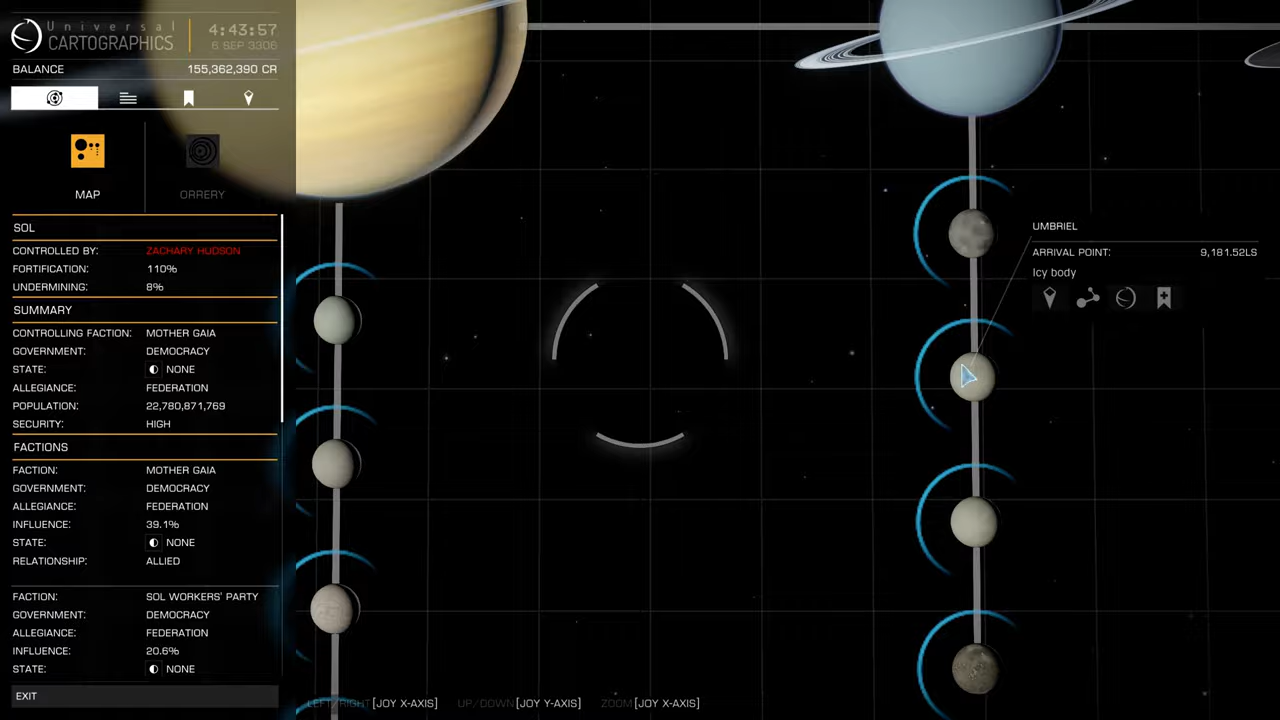 Universal
CARTOGRAPHICS
4:43:57
6 SEP 3306
BALANCE 155,362,390 CR
MAP ORRERY
SOL
CONTROLLED BY: ZACHARY HUDSON
FORTIFICATION: 110%
UNDERMINING: 8%
SUMMARY
CONTROLLING FACTION: MOTHER GAIA
GOVERNMENT: DEMOCRACY
STATE: NONE
ALLEGIANCE: FEDERATION
POPULATION: 22,780,871,769
SECURITY: HIGH
FACTIONS
FACTION: MOTHER GAIA
GOVERNMENT: DEMOCRACY
ALLEGIANCE: FEDERATION
INFLUENCE: 39.1%
STATE: NONE
RELATIONSHIP: ALLIED
FACTION: SOL WORKERS' PARTY
GOVERNMENT: DEMOCRACY
ALLEGIANCE: FEDERATION
INFLUENCE: 20.6%
STATE: NONE
EXIT
UMBRIEL
ARRIVAL POINT: 9,181.52LS
Icy body
LEFT/RIGHT [JOY X-AXIS] UP/DOWN [JOY Y-AXIS] ZOOM [JOY X-AXIS]